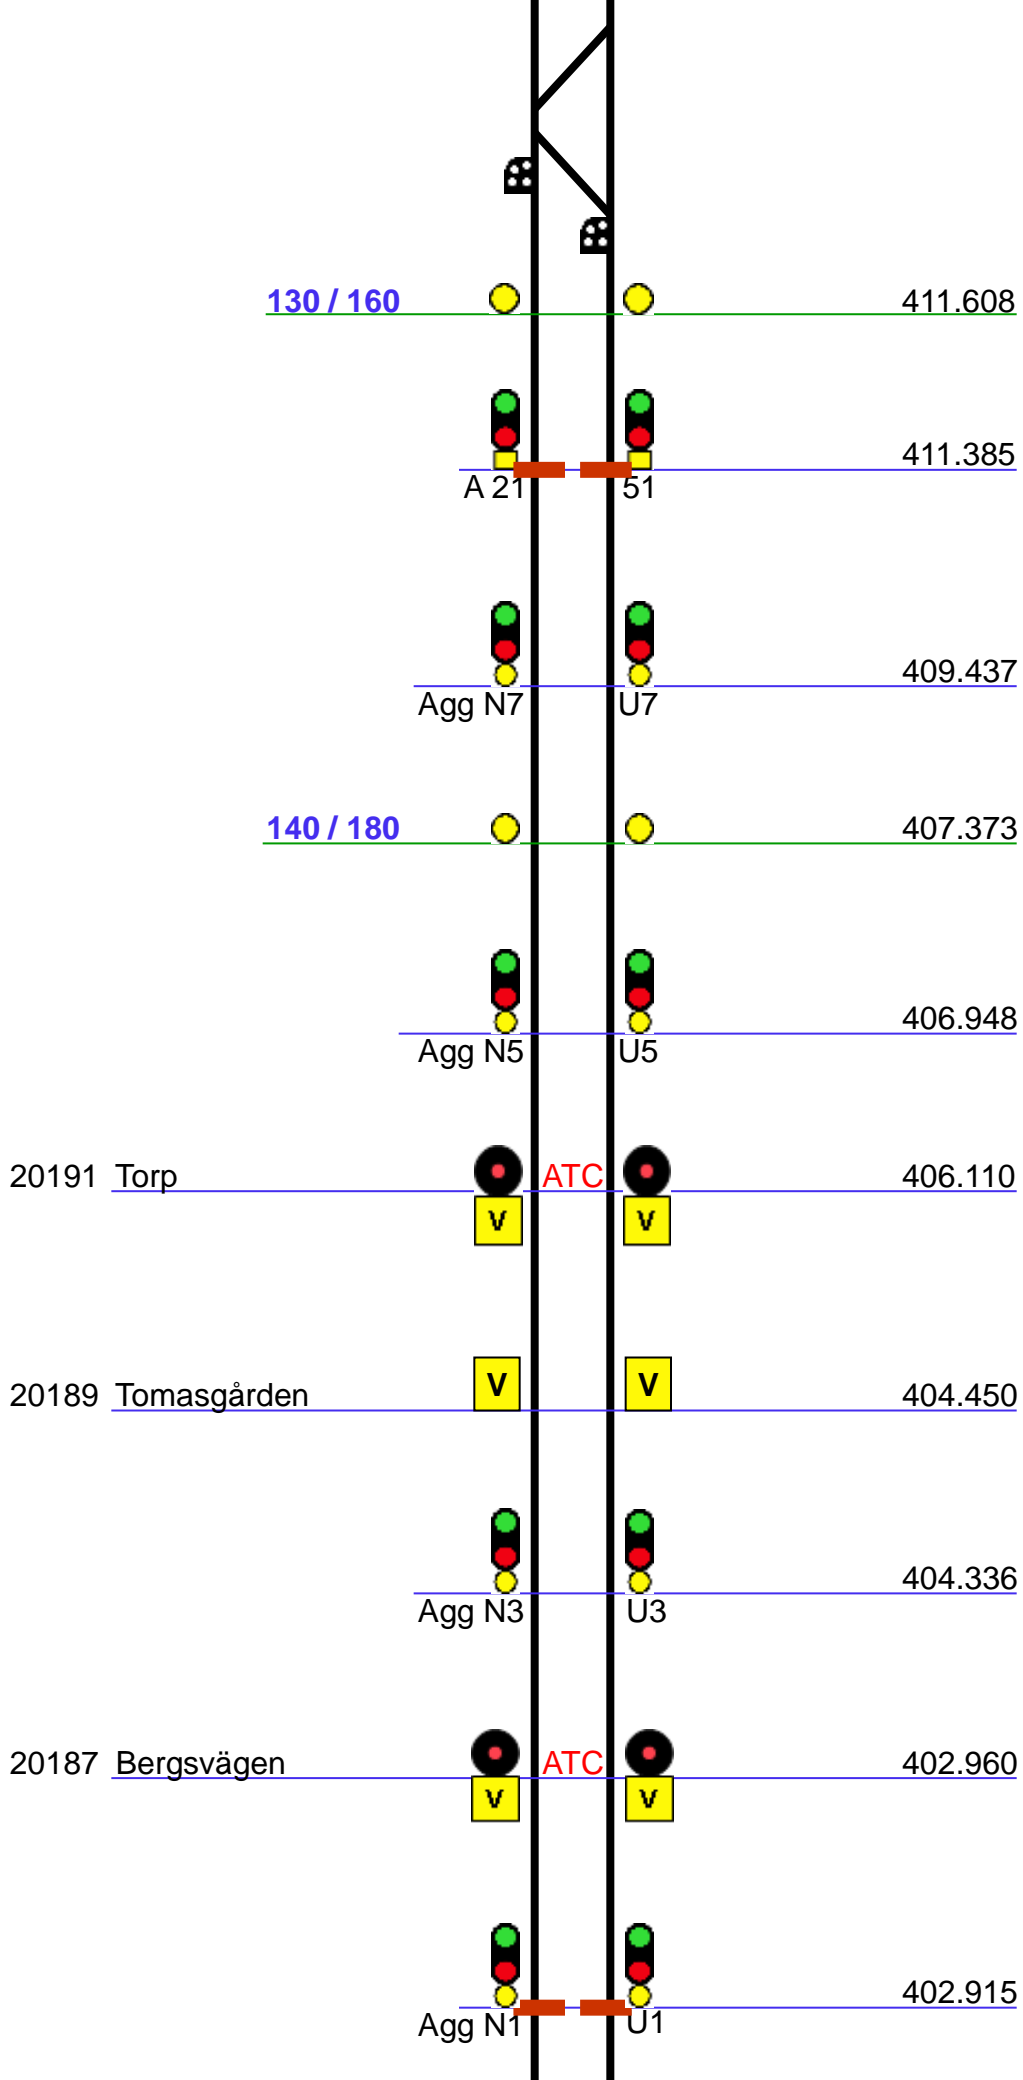 130 / 160 411.608
411.385
A 21 51
409.437
Agg N7 U7
140 / 180 407.373
406.948
Agg N5 U5
20191 Torp ATC 406.110
V V
20189 Tomasgården V V 404.450
404.336
Agg N3 U3
20187 Bergsvägen ATC 402.960
V V
402.915
Agg N1 U1